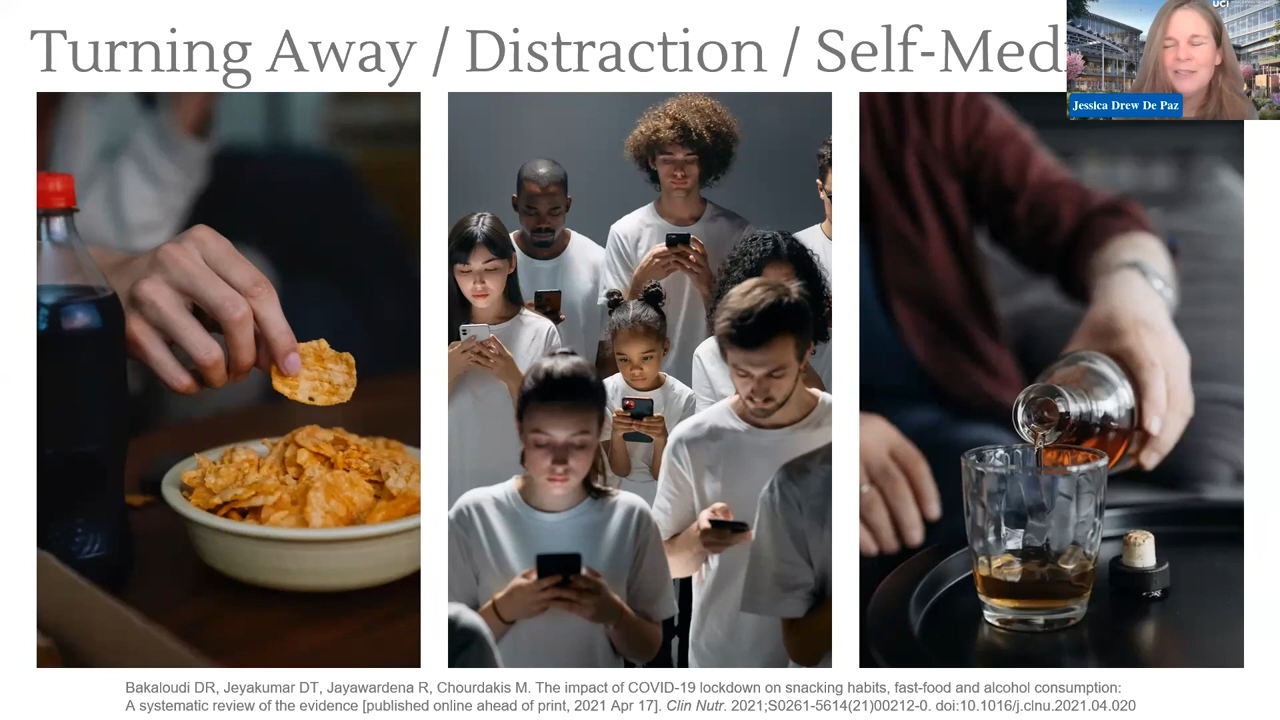 Turning Away / Distraction / Self-Med
UCI
Jessica Drew De Paz
Bakaloudi DR, Jeyakumar DT, Jayawardena R, Chourdakis M. The impact of COVID-19 lockdown on snacking habits, fast-food and alcohol consumption:
A systematic review of the evidence [published online ahead of print, 2021 Apr 17]. Clin Nutr. 2021;S0261-5614(21)00212-0. doi:10.1016/j.clnu.2021.04.020